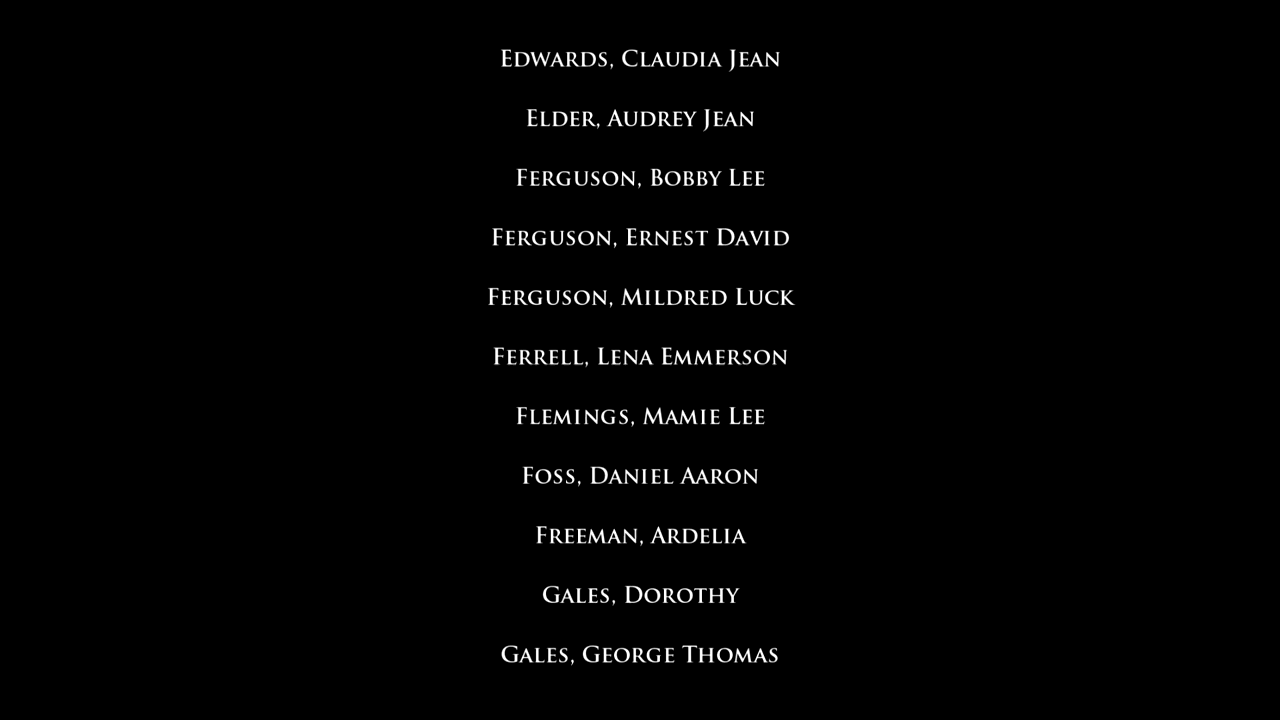 Edwards, Claudia Jean
Elder, Audrey Jean
Ferguson, Bobby Lee
Ferguson, Ernest David
Ferguson, Mildred Luck
Ferrell, Lena Emmerson
Flemings, Mamie Lee
Foss, Daniel Aaron
Freeman, Ardelia
Gales, Dorothy
Gales, George Thomas